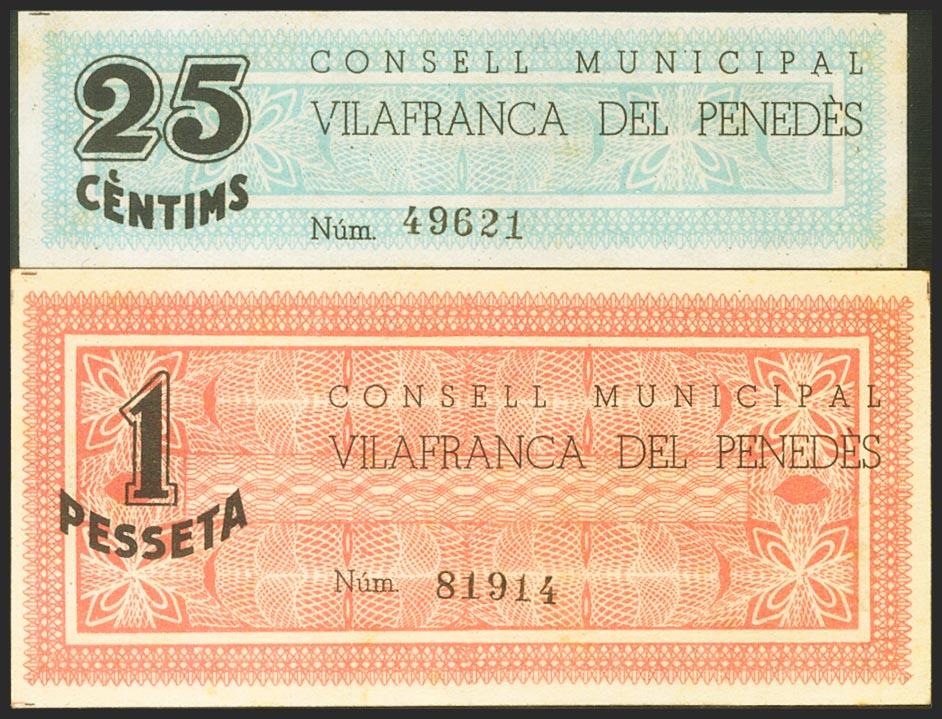 25
CÈNTIMS
CONSELL MUNICIPAL
VILAFRANCA DEL PENEDÈS
Núm. 49621
1
PESSETA
CONSELL MUNICIPAL
VILAFRANCA DEL PENEDÈS
Núm. 81914